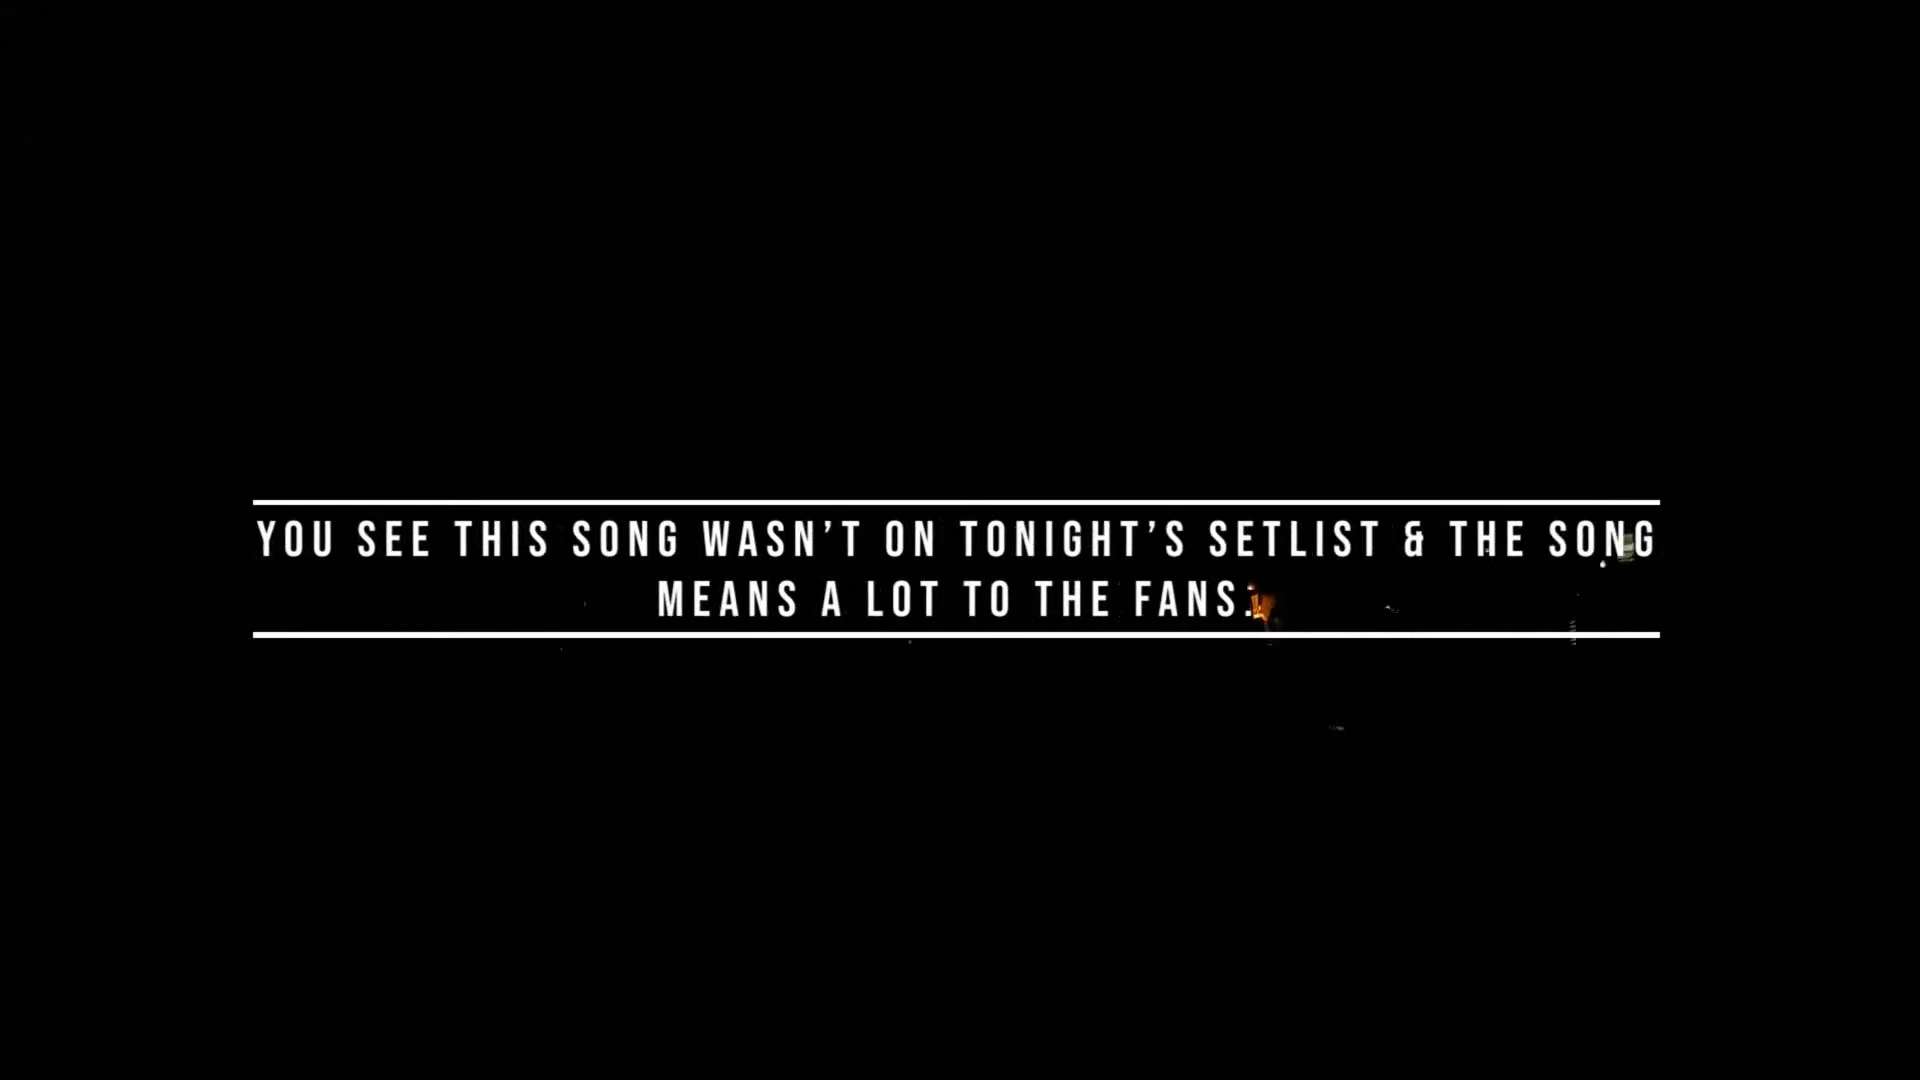 YOU SEE THIS SONG WASN’T ON TONIGHT’S SETLIST & THE SONG
MEANS A LOT TO THE FANS.